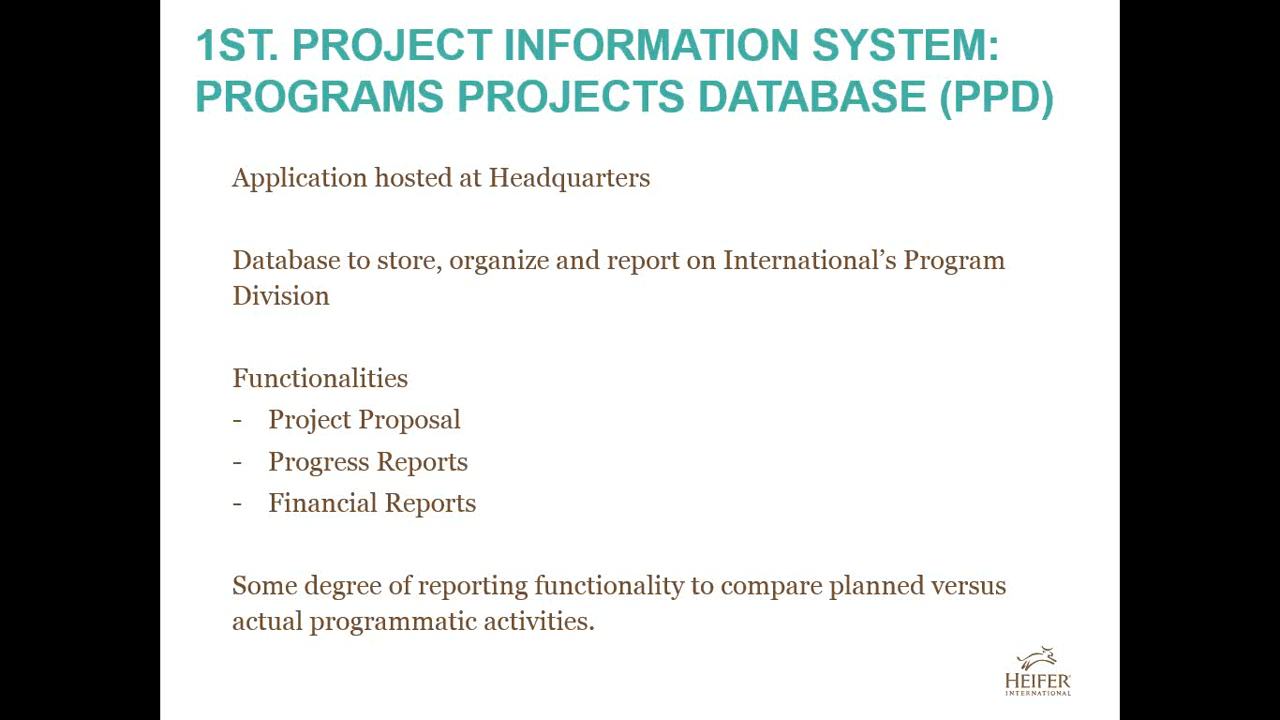 1ST. PROJECT INFORMATION SYSTEM:
PROGRAMS PROJECTS DATABASE (PPD)
Application hosted at Headquarters
Database to store, organize and report on International’s Program
Division
Functionalities
- Project Proposal
- Progress Reports
- Financial Reports
Some degree of reporting functionality to compare planned versus
actual programmatic activities.
HEIFER
INTERNATIONAL